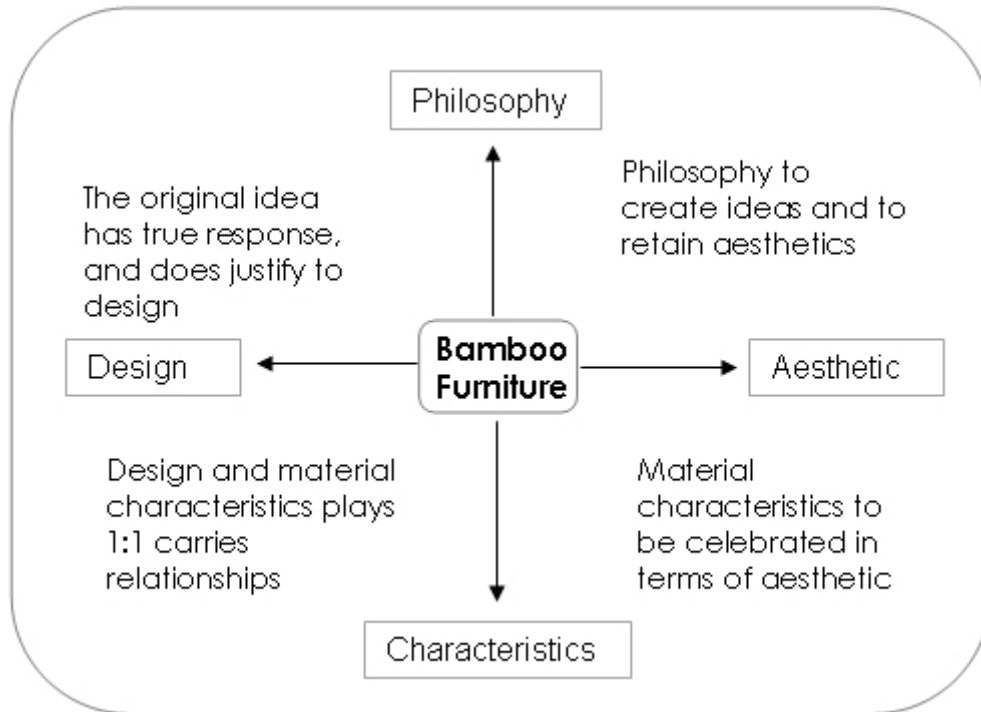 Philosophy
The original idea
has true response,
and does justify to
design
Philosophy to
create ideas and to
retain aesthetics
Design
Bamboo
Furniture
Aesthetic
Design and material
characteristics plays
1:1 carries
relationships
Material
characteristics to
be celebrated in
terms of aesthetic
Characteristics